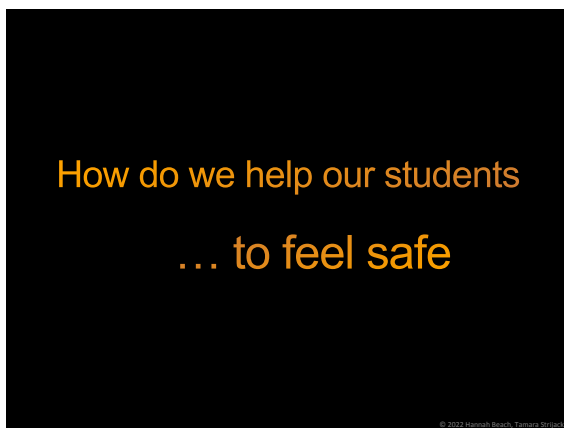 How do we help our students
… to feel safe
© 2022 Hannah Beach, Tamara Strijack